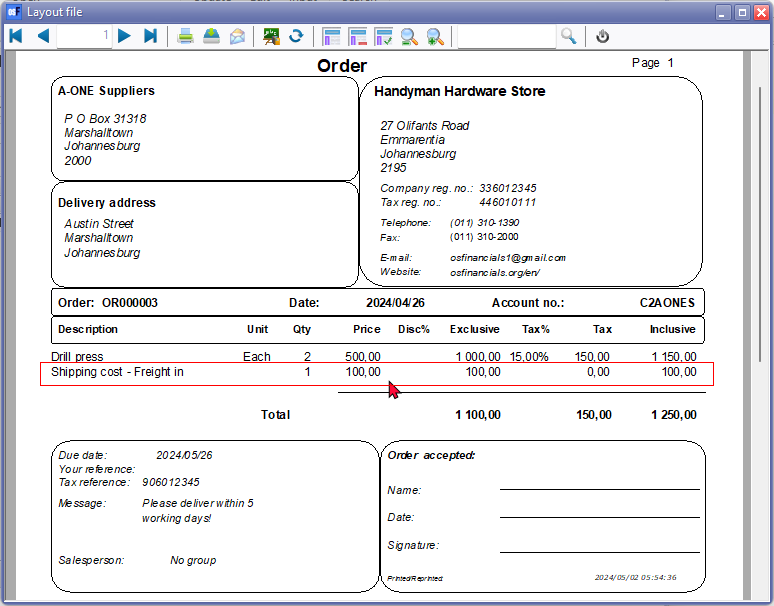 Layout file
1
Order
Page 1
A-ONE Suppliers
P O Box 31318
Marshalltown
Johannesburg
2000
Handyman Hardware Store
27 Olifants Road
Emmarentia
Johannesburg
2195
Company reg. no.: 336012345
Tax reg. no.: 446010111
Telephone: (011) 310-1390
Fax: (011) 310-2000
E-mail: osfinancials1@gmail.com
Website: osfinancials.org/en/
Delivery address
Austin Street
Marshalltown
Johannesburg
Order: OR000003 Date: 2024/04/26 Account no.: C2AONES
Description Unit Qty Price Disc% Exclusive Tax% Tax Inclusive
Drill press Each 2 500,00 1 000,00 15,00% 150,00 1 150,00
Shipping cost - Freight in 1 100,00 100,00 0,00 100,00
Total 1 100,00 150,00 1 250,00
Due date: 2024/05/26
Your reference:
Tax reference: 906012345
Message: Please deliver within 5
working days!
Salesperson: No group
Order accepted:
Name:
Date:
Signature:
Printed/Reprinted: 2024/05/02 05:54:36